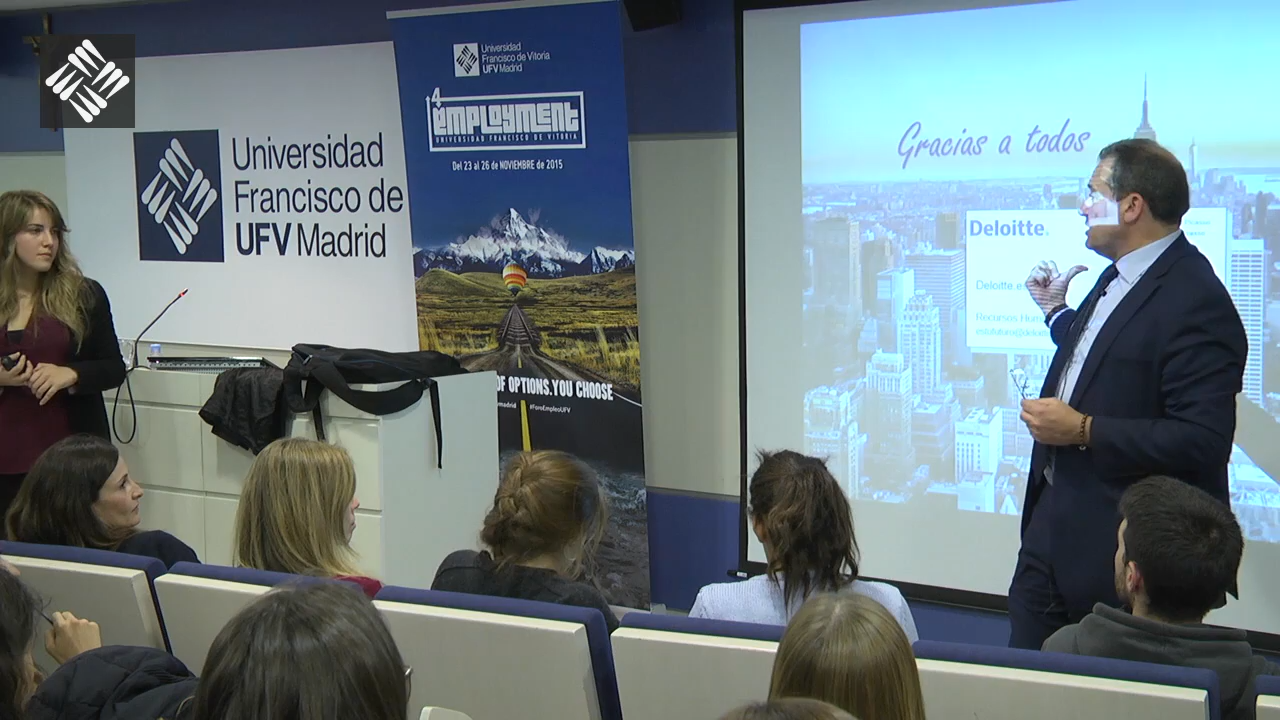 Universidad
Francisco de
UFV Madrid
Universidad
Francisco de Vitoria
UFV Madrid
4
EMPLOYMENT
UNIVERSIDAD FRANCISCO DE VITORIA
Del 23 al 26 de NOVIEMBRE de 2015
OF OPTIONS.YOU CHOOSE
#ForoEmpleoUFV
Gracias a todos
Deloitte.
Recursos